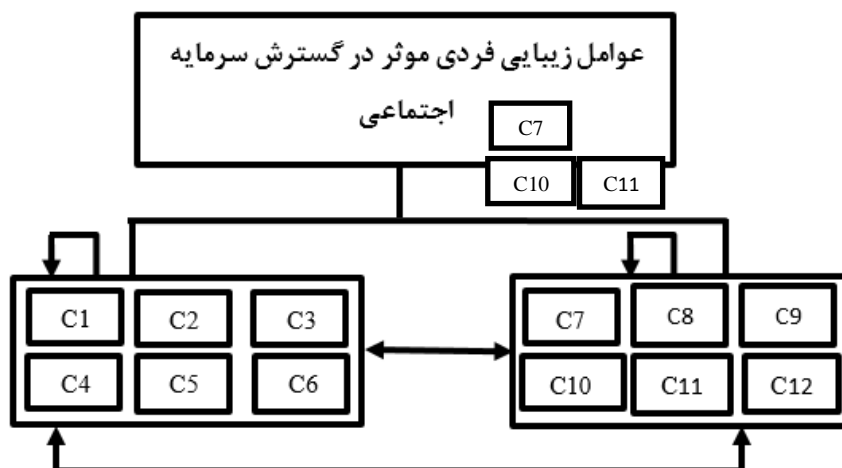 عوامل زیبایی فردی موثر در گسترش سرمایه
اجتماعی
C7
C10 C11
C1 C2 C3 C7 C8 C9
C4 C5 C6 C10 C11 C12